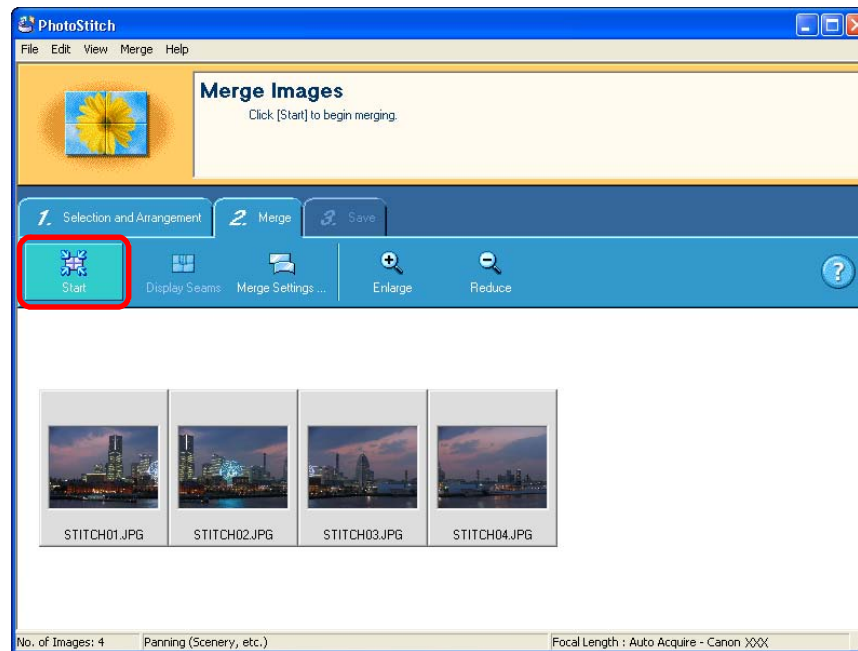 PhotoStitch
File Edit View Merge Help
Merge Images
Click [Start] to begin merging.
1. Selection and Arrangement 2. Merge 3. Save
Start Display Seams Merge Settings ... Enlarge Reduce ?
STITCH01.JPG STITCH02.JPG STITCH03.JPG STITCH04.JPG
No. of Images: 4 Panning (Scenery, etc.) Focal Length : Auto Acquire - Canon XXX